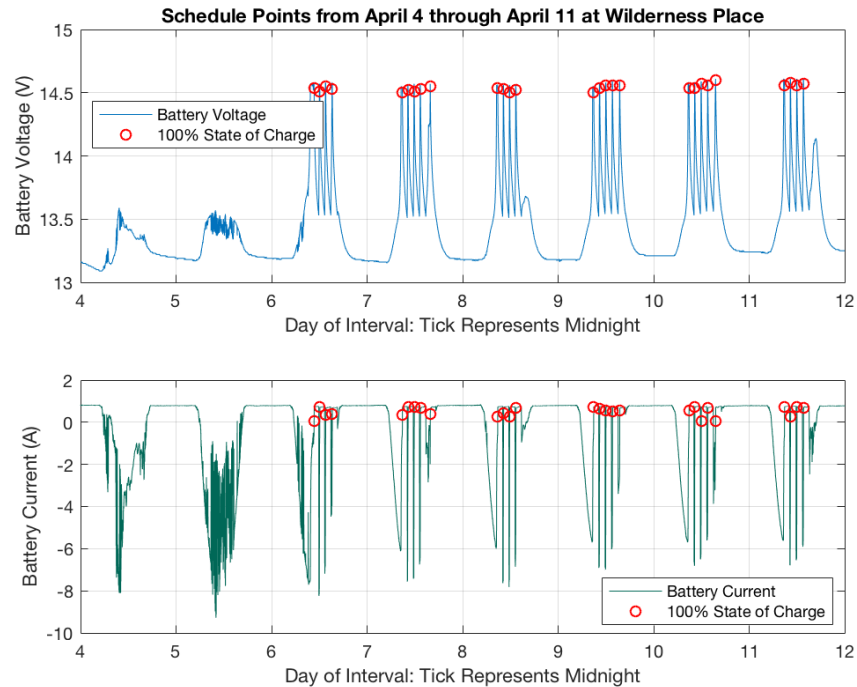 Schedule Points from April 4 through April 11 at Wilderness Place
15
14.5
14
13.5
13
Battery Voltage (V)
Battery Voltage
100% State of Charge
4 5 6 7 8 9 10 11 12
Day of Interval: Tick Represents Midnight
2
0
-2
-4
-6
-8
-10
Battery Current (A)
Battery Current
100% State of Charge
4 5 6 7 8 9 10 11 12
Day of Interval: Tick Represents Midnight